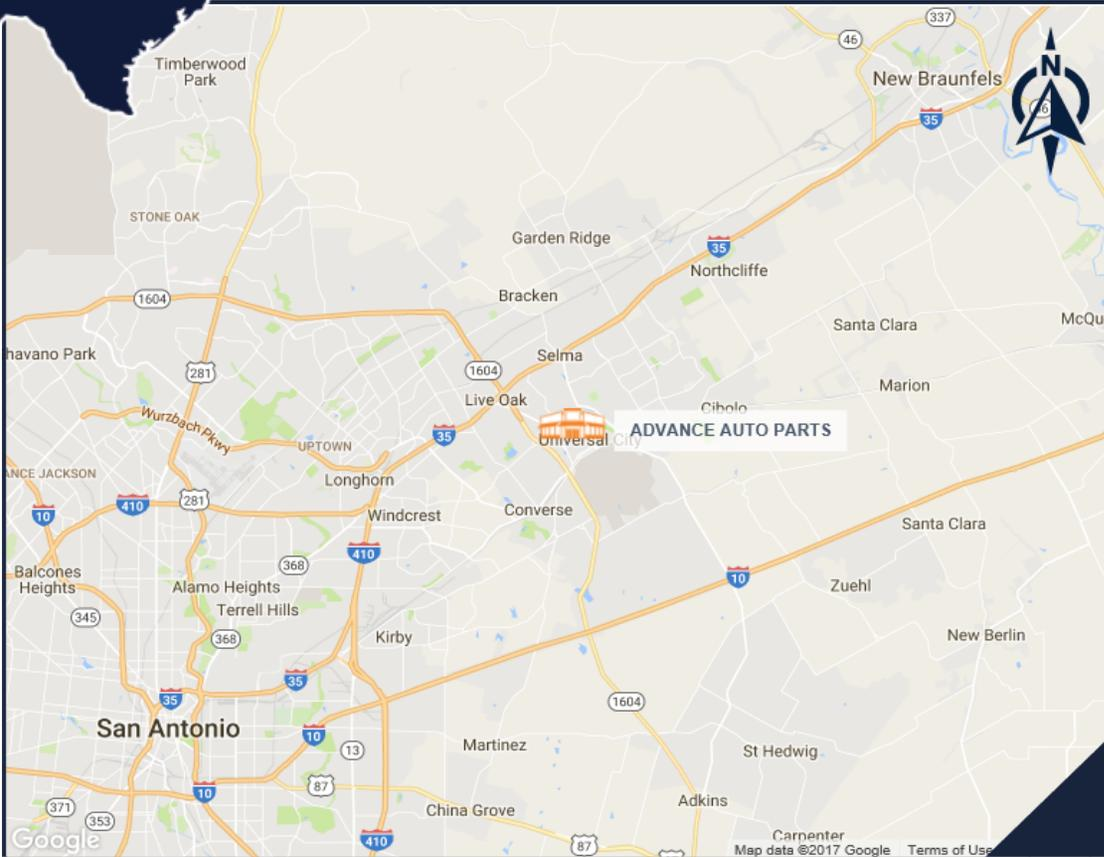 337
46
Timberwood
Park
New Braunfels
N
46
35
STONE OAK
Garden Ridge
35
Northcliffe
1604
Bracken
Santa Clara
McQu
havano Park
Selma
281
1604
Marion
Live Oak
Cibolo
Wurzbach Pkwy
35
Universal City
ADVANCE AUTO PARTS
UPTOWN
ANCE JACKSON
Longhorn
281
410
10
Windcrest
Converse
Santa Clara
410
368
Balcones
Heights
10
Alamo Heights
Zuehl
Terrell Hills
345
368
Kirby
New Berlin
35
35
1604
San Antonio
10
13
Martinez
St Hedwig
87
10
Adkins
371
353
China Grove
410
87
Carpenter
Google
Map data ©2017 Google
Terms of Use